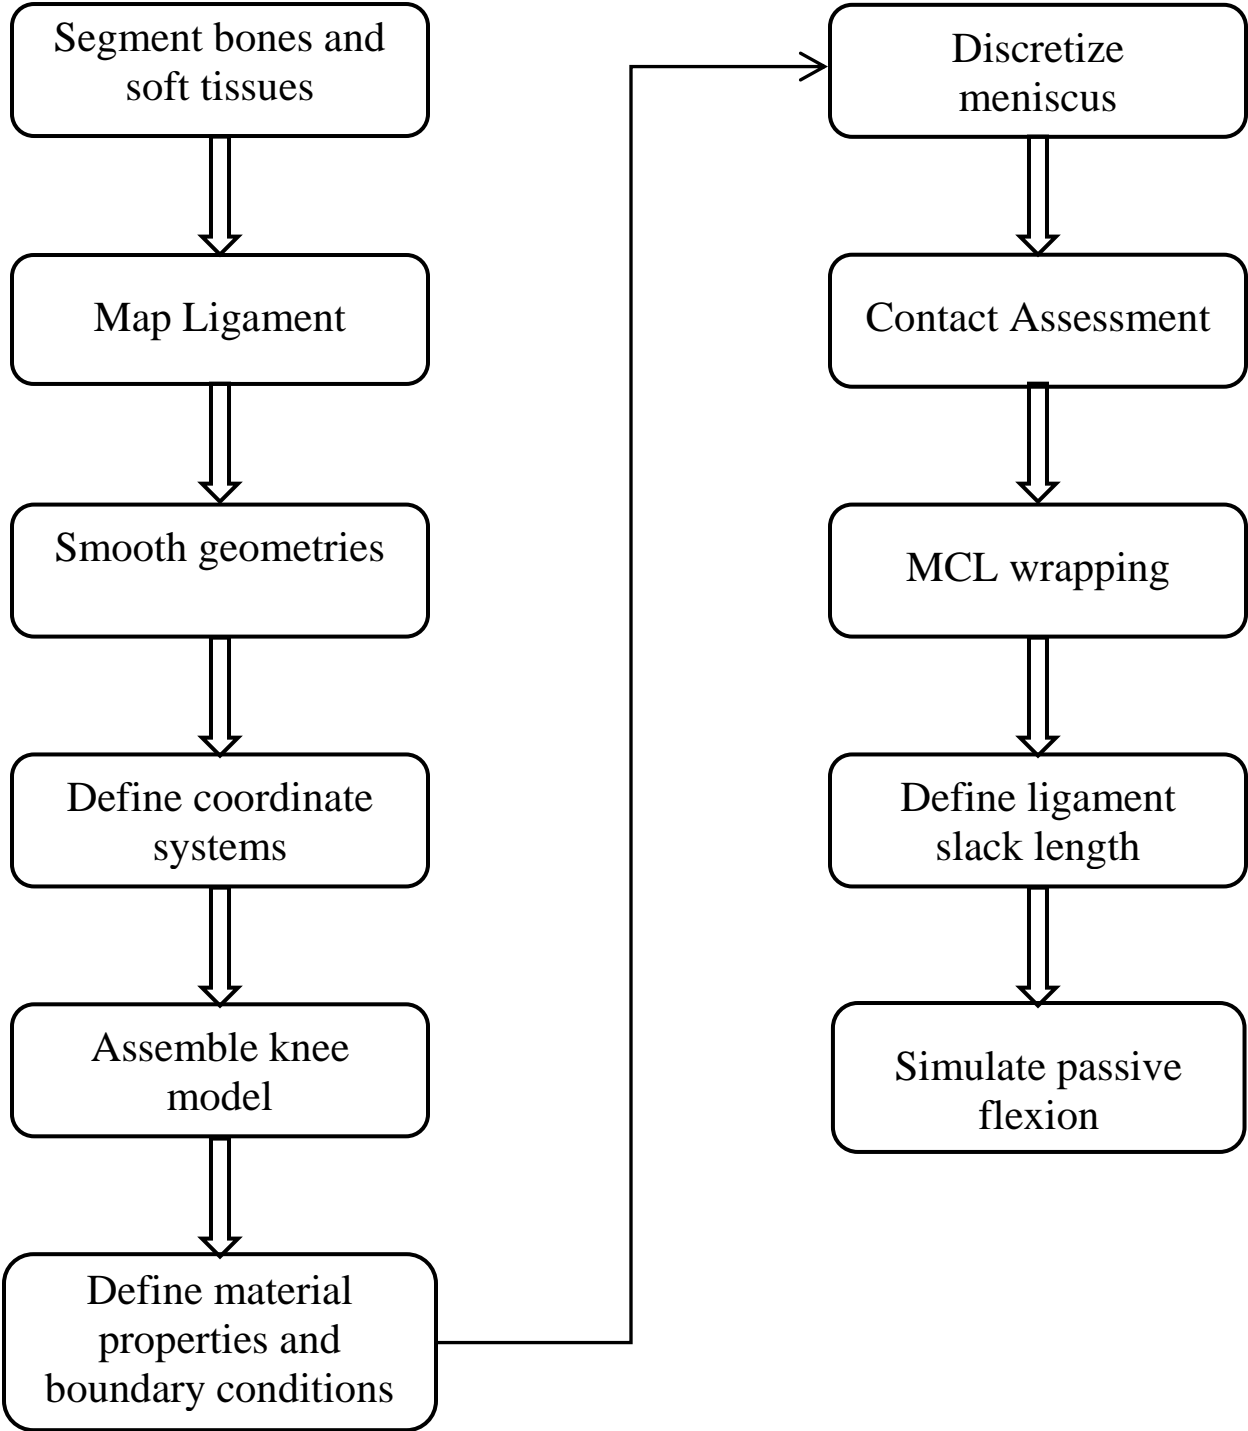 Segment bones and
soft tissues
Map Ligament
Smooth geometries
Define coordinate
systems
Assemble knee
model
Define material
properties and
boundary conditions
Discretize
meniscus
Contact Assessment
MCL wrapping
Define ligament
slack length
Simulate passive
flexion